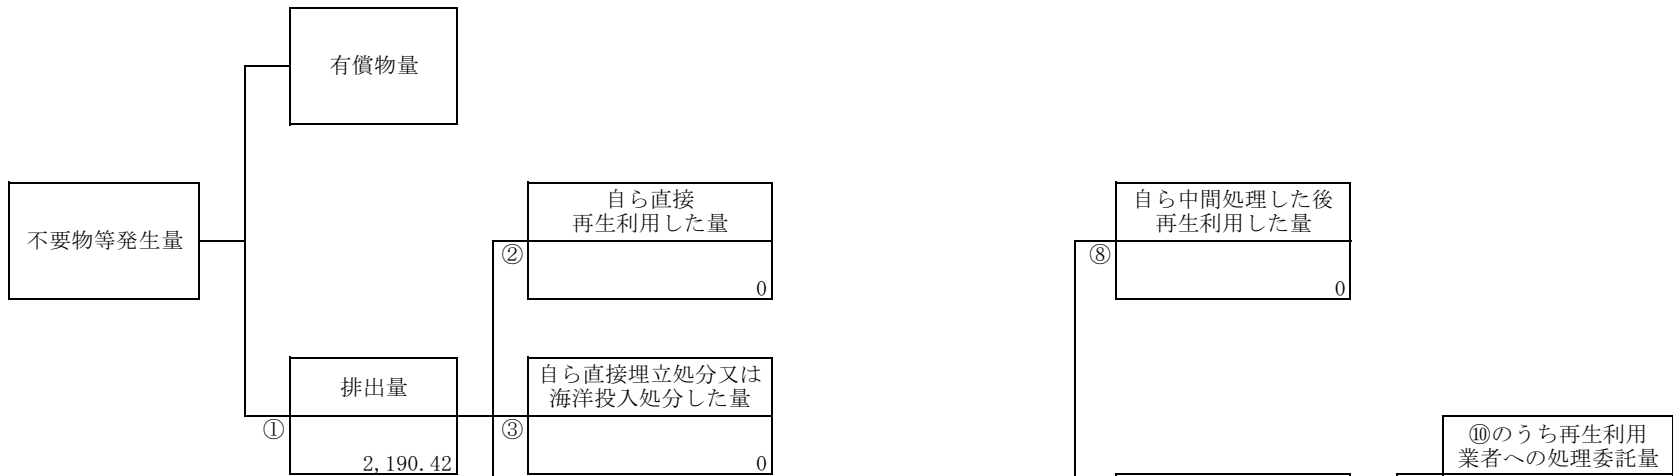 有償物量
不要物等発生量
自ら直接
再生利用した量
②
0
自ら中間処理した後
再生利用した量
⑧
0
排出量
①
2,190.42
自ら直接埋立処分又は
海洋投入処分した量
③
0
⑩のうち再生利用
業者への処理委託量